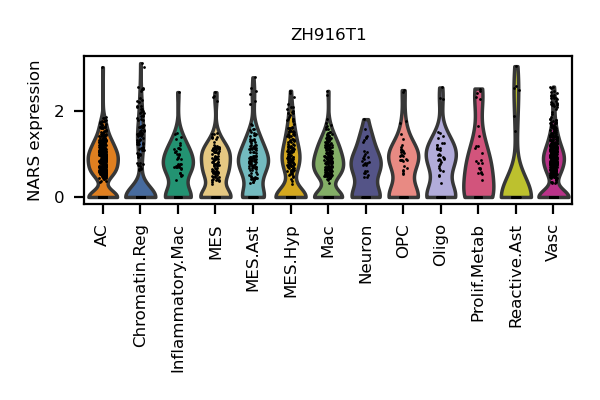 ZH916T1
NARS expression
2
0
AC
Chromatin.Reg
Inflammatory.Mac
MES
MES.Ast
MES.Hyp
Mac
Neuron
OPC
Oligo
Prolif.Metab
Reactive.Ast
Vasc